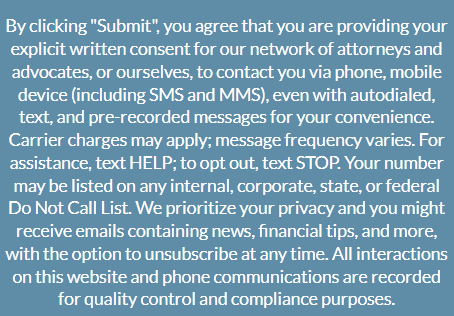 By clicking "Submit", you agree that you are providing your
explicit written consent for our network of attorneys and
advocates, or ourselves, to contact you via phone, mobile
device (including SMS and MMS), even with autodialed,
text, and pre-recorded messages for your convenience.
Carrier charges may apply; message frequency varies. For
assistance, text HELP; to opt out, text STOP. Your number
may be listed on any internal, corporate, state, or federal
Do Not Call List. We prioritize your privacy and you might
receive emails containing news, financial tips, and more,
with the option to unsubscribe at any time. All interactions
on this website and phone communications are recorded
for quality control and compliance purposes.